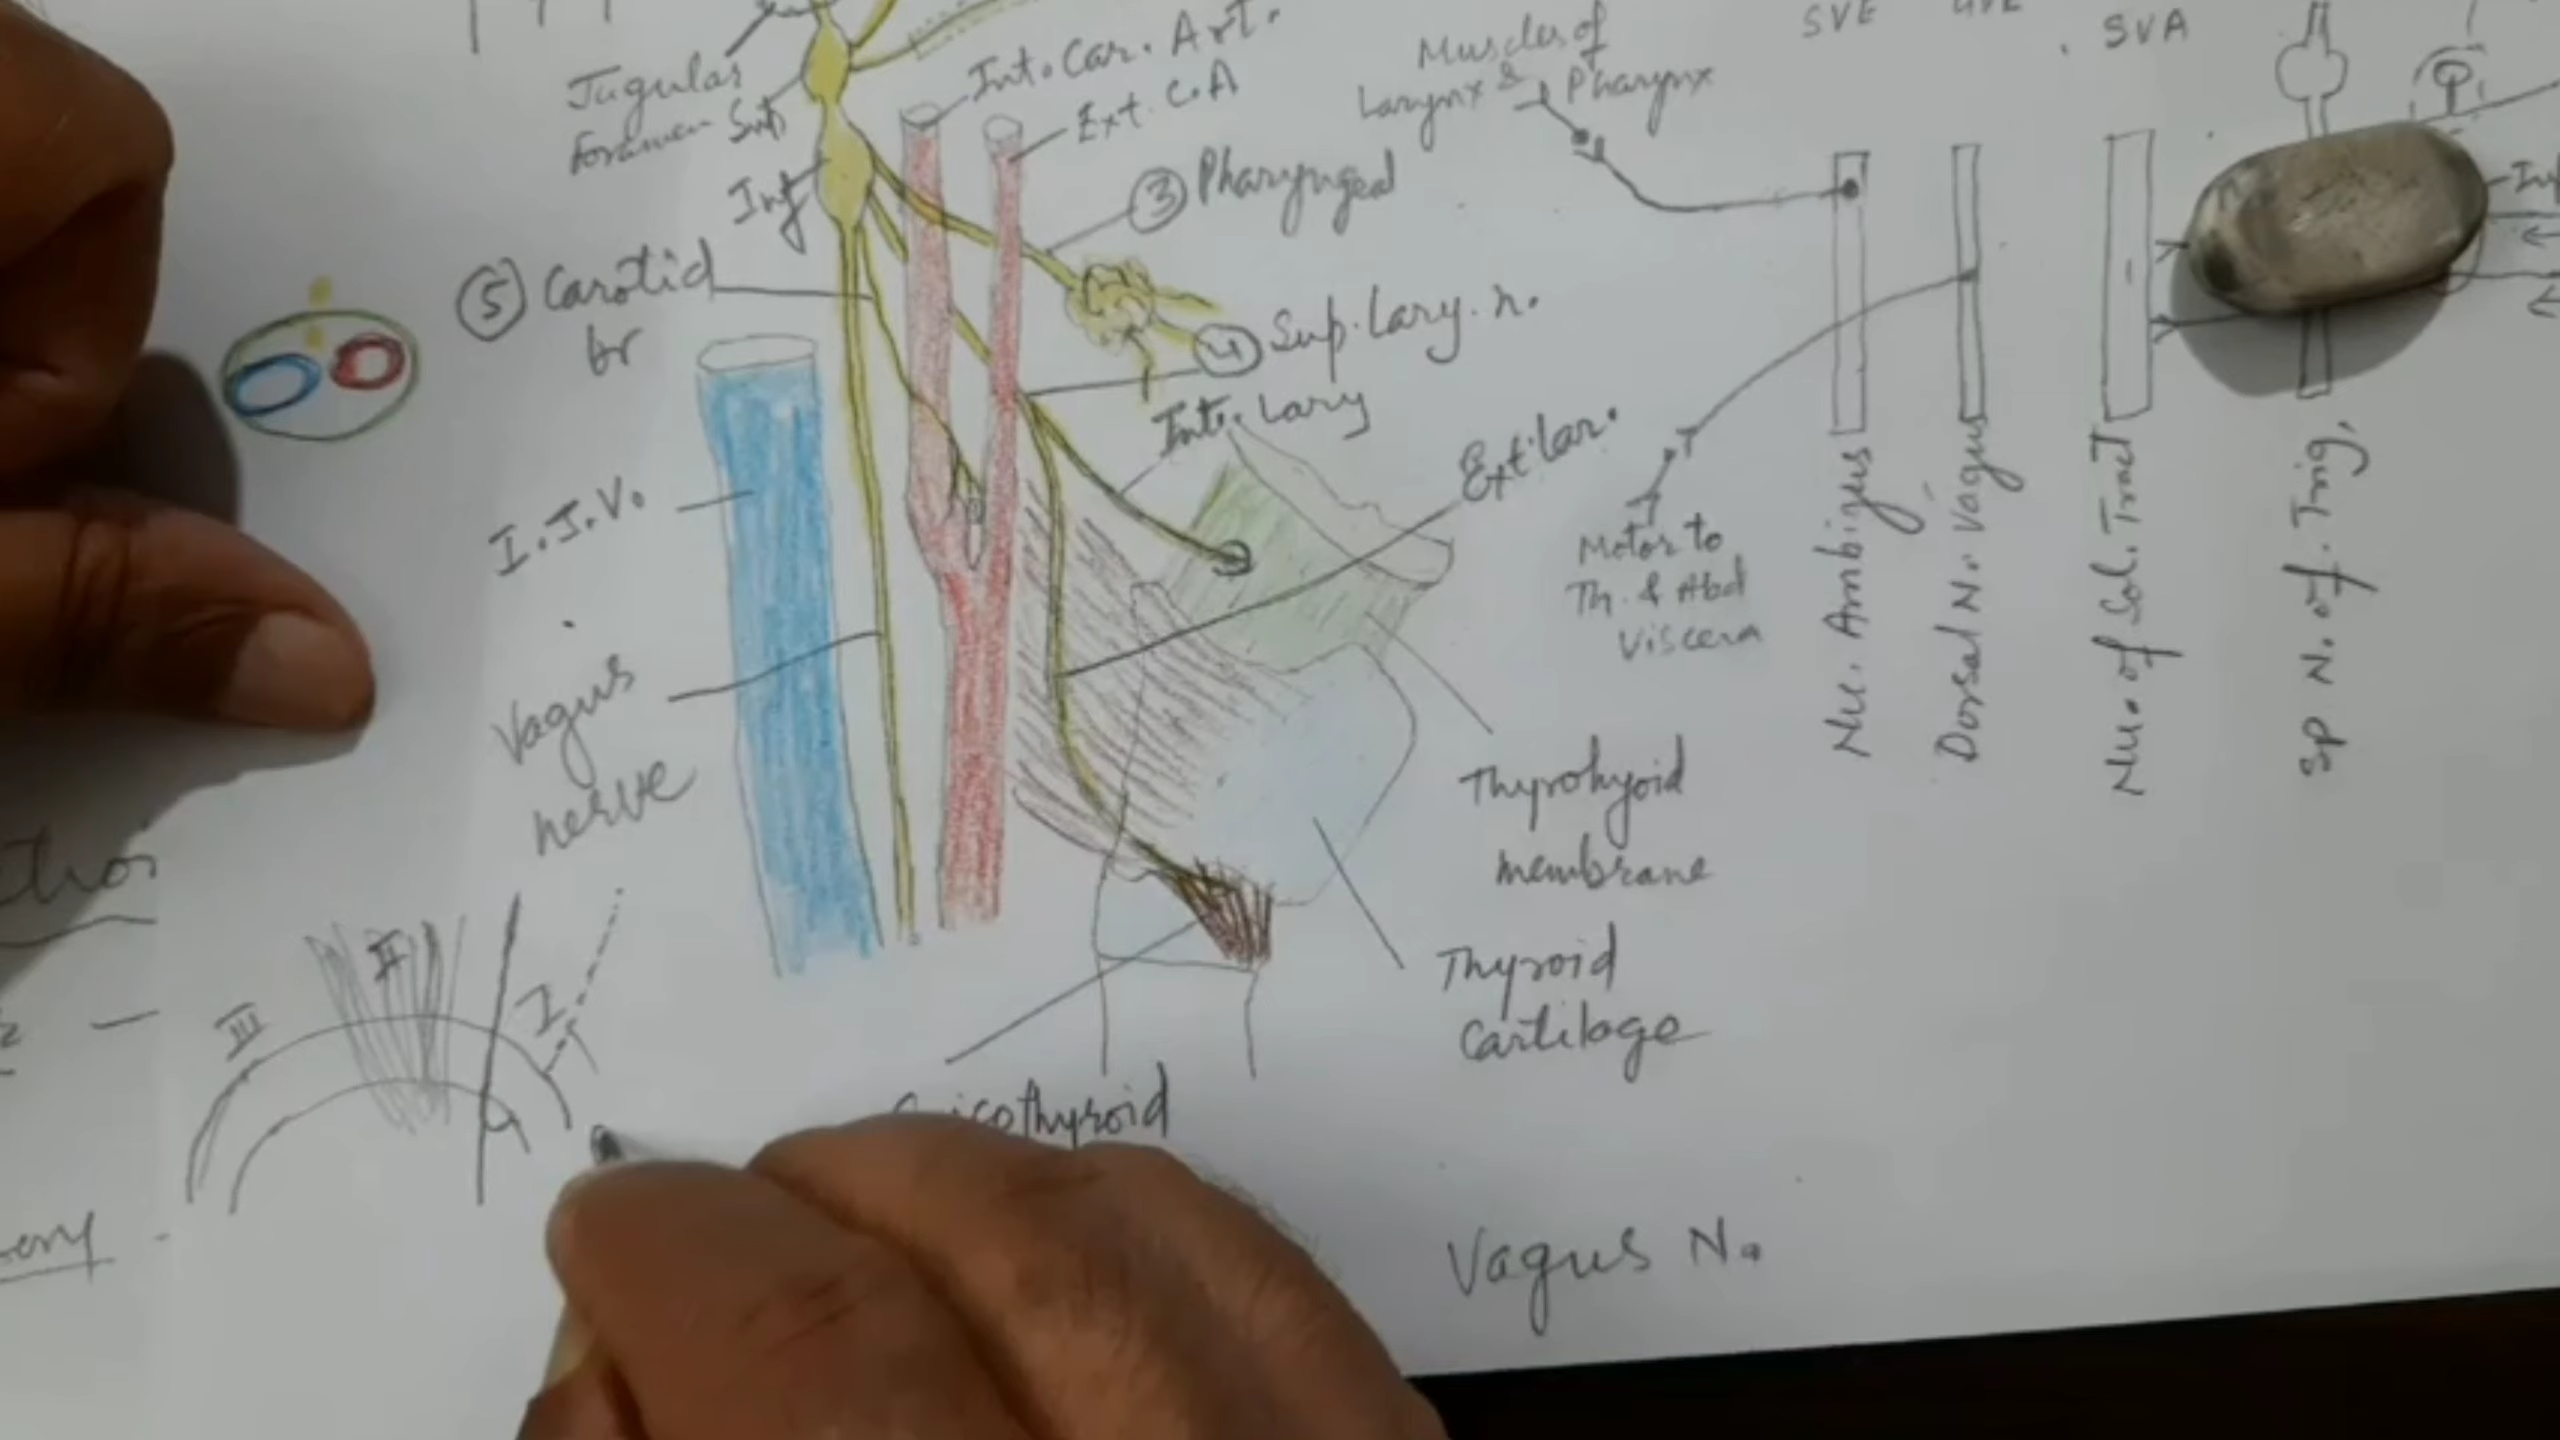 SVE
SVA
Int. Car. Art.
Ext. C.A
Muscles of
Larynx & Pharynx
Jugular
Foramen
Sup
Inf
③ Pharyngeal
⑤ Carotid
br
④ Sup. Lary. n.
Int. Lary
Ext. lar.
I. J. V.
Vagus
nerve
Motor to
Th. & Abd
Viscera
Nu. Ambigus
Dorsal N. Vagus
Nu. of Sol. Tract
Sp N. of. Trig.
Thyrohyoid
membrane
Thyroid
Cartilage
III
II
I
Vagus N.